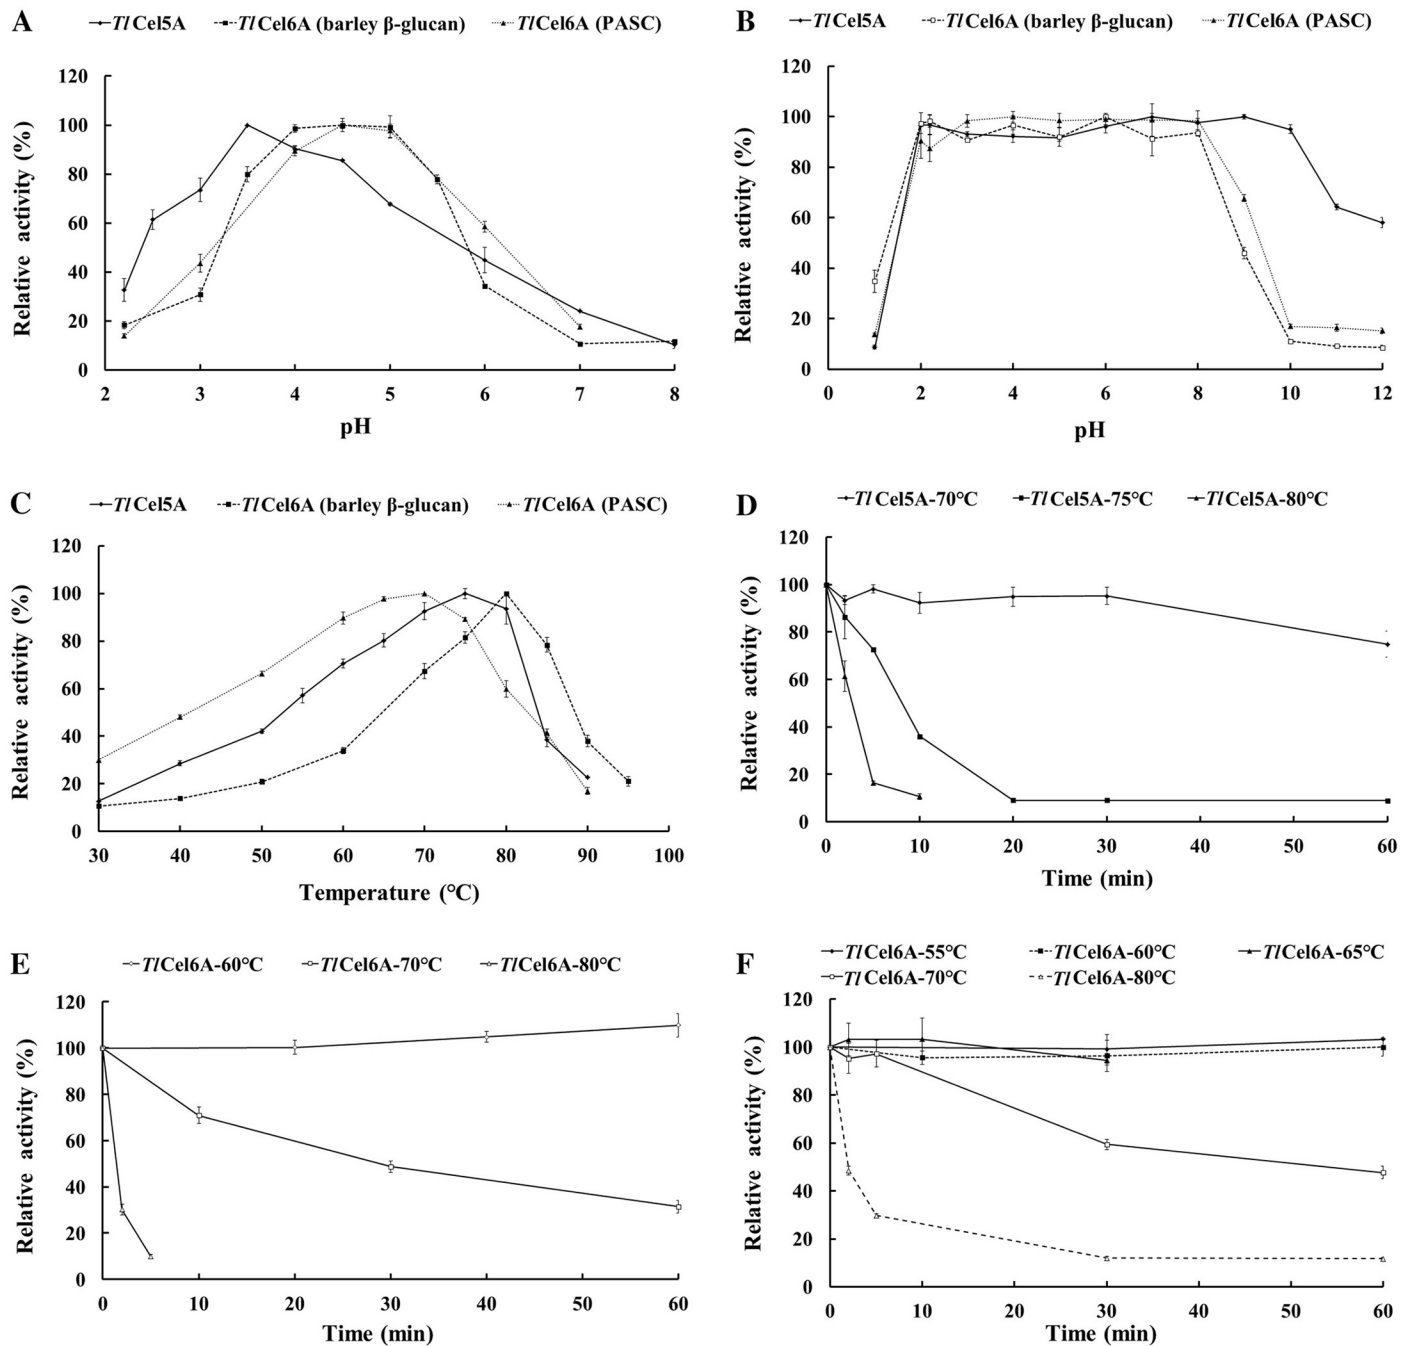 A
TlCel5A TlCel6A (barley β-glucan) TlCel6A (PASC)
120
100
80
60
40
20
0
Relative activity (%)
2 3 4 5 6 7 8
pH
B
TlCel5A TlCel6A (barley β-glucan) TlCel6A (PASC)
120
100
80
60
40
20
0
Relative activity (%)
0 2 4 6 8 10 12
pH
C
TlCel5A TlCel6A (barley β-glucan) TlCel6A (PASC)
120
100
80
60
40
20
0
Relative activity (%)
30 40 50 60 70 80 90 100
Temperature (°C)
D
TlCel5A-70°C TlCel5A-75°C TlCel5A-80°C
120
100
80
60
40
20
0
Relative activity (%)
0 10 20 30 40 50 60
Time (min)
E
TlCel6A-60°C TlCel6A-70°C TlCel6A-80°C
120
100
80
60
40
20
0
Relative activity (%)
0 10 20 30 40 50 60
Time (min)
F
TlCel6A-55°C TlCel6A-60°C TlCel6A-65°C
TlCel6A-70°C TlCel6A-80°C
120
100
80
60
40
20
0
Relative activity (%)
0 10 20 30 40 50 60
Time (min)